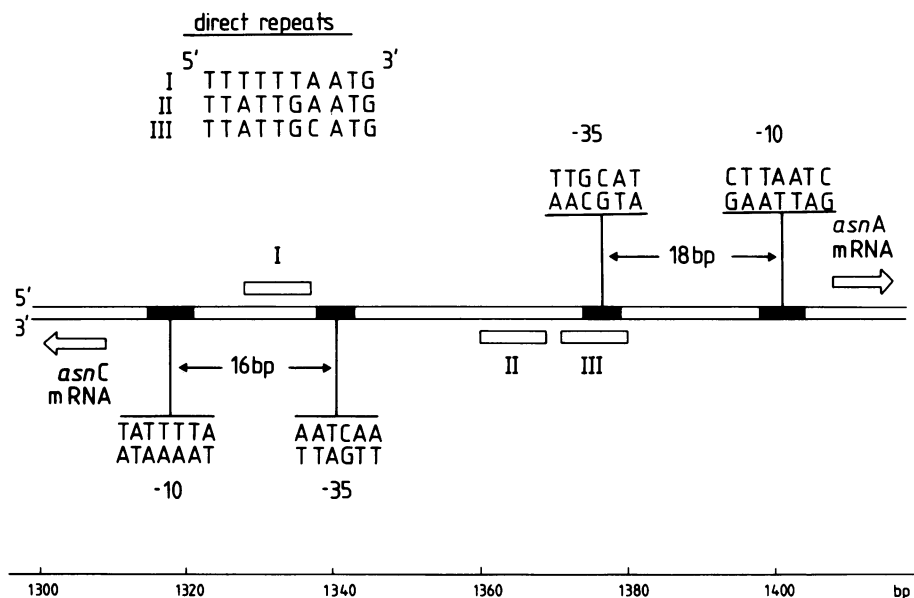 direct repeats
5' 3'
I TTTTTTAATG
II TTATTGAATG
III TTATTGCATG
-35 -10
TTGCAT CTTAATC
AACGTA GAATTAG
asnA
mRNA
I
18bp
5'
3'
asnC
mRNA
16bp
II III
TATTTTA AATCAA
ATAAAAT TTAGTT
-10 -35
1300 1320 1340 1360 1380 1400 bp